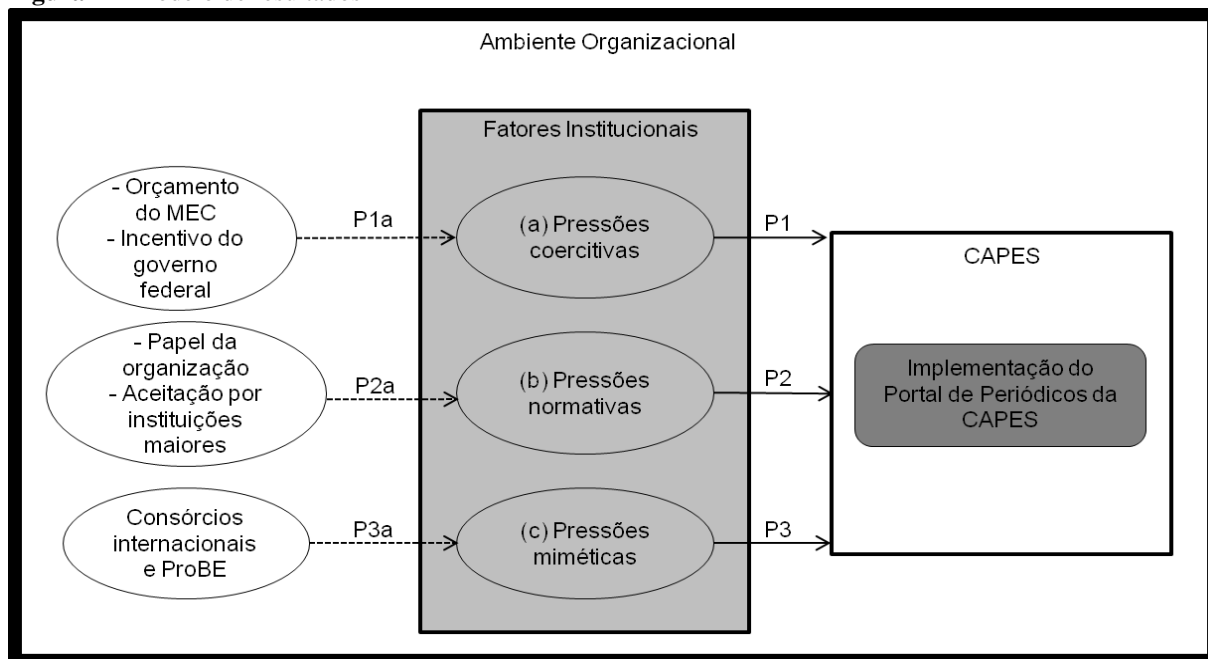 Ambiente Organizacional
Fatores Institucionais
- Orçamento
do MEC
- Incentivo do
governo
federal
P1a
(a) Pressões
coercitivas
P1
CAPES
- Papel da
organização
- Aceitação por
instituições
maiores
P2a
(b) Pressões
normativas
P2
Implementação do
Portal de Periódicos da
CAPES
Consórcios
internacionais
e ProBE
P3a
(c) Pressões
miméticas
P3